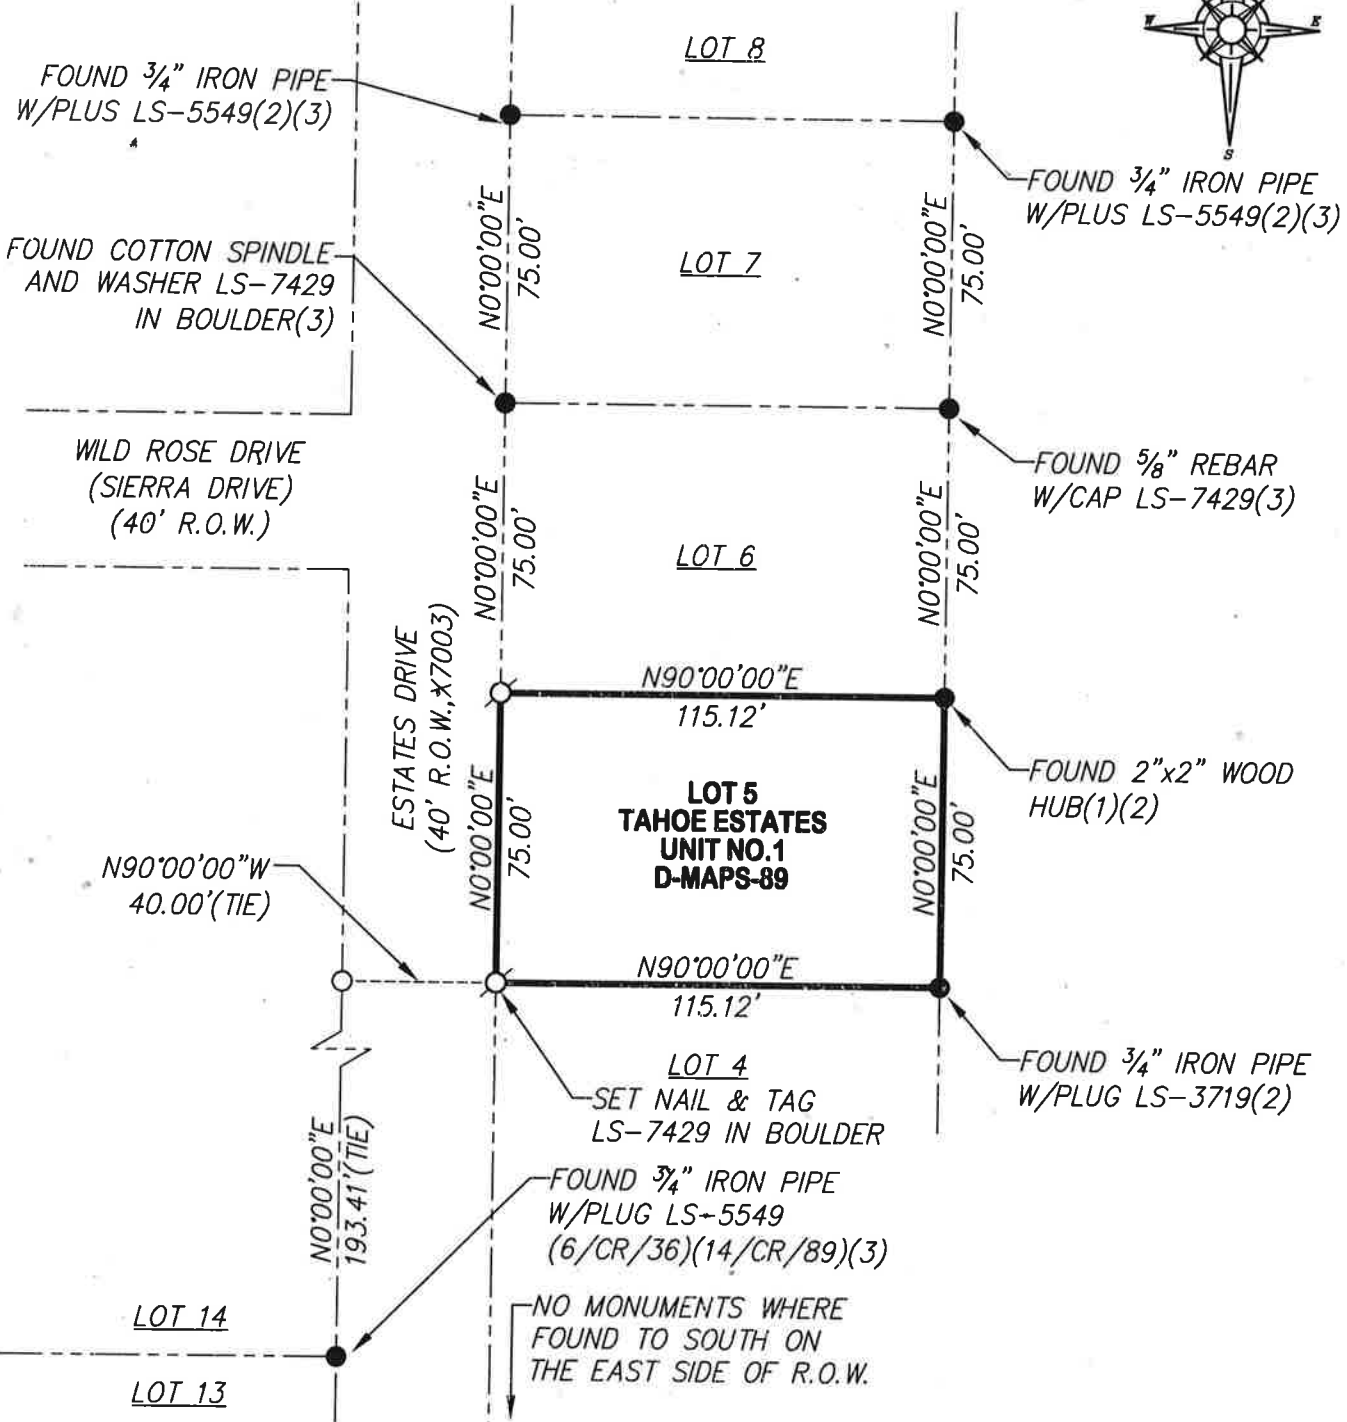 LOT 8
W
E
S
FOUND 3/4" IRON PIPE
W/PLUS LS-5549(2)(3)
FOUND 3/4" IRON PIPE
W/PLUS LS-5549(2)(3)
N0°00'00"E
75.00'
LOT 7
N0°00'00"E
75.00'
FOUND COTTON SPINDLE
AND WASHER LS-7429
IN BOULDER(3)
WILD ROSE DRIVE
(SIERRA DRIVE)
(40' R.O.W.)
FOUND 5/8" REBAR
W/CAP LS-7429(3)
N0°00'00"E
75.00'
LOT 6
N0°00'00"E
75.00'
ESTATES DRIVE
(40' R.O.W.,X7003)
N90°00'00"E
115.12'
N0°00'00"E
75.00'
LOT 5
TAHOE ESTATES
UNIT NO.1
D-MAPS-89
N0°00'00"E
75.00'
FOUND 2"x2" WOOD
HUB(1)(2)
N90°00'00"W
40.00'(TIE)
N90°00'00"E
115.12'
LOT 4
SET NAIL & TAG
LS-7429 IN BOULDER
FOUND 3/4" IRON PIPE
W/PLUG LS-3719(2)
N0°00'00"E
193.41'(TIE)
FOUND 3/4" IRON PIPE
W/PLUG LS-5549
(6/CR/36)(14/CR/89)(3)
NO MONUMENTS WHERE
FOUND TO SOUTH ON
THE EAST SIDE OF R.O.W.
LOT 14
LOT 13